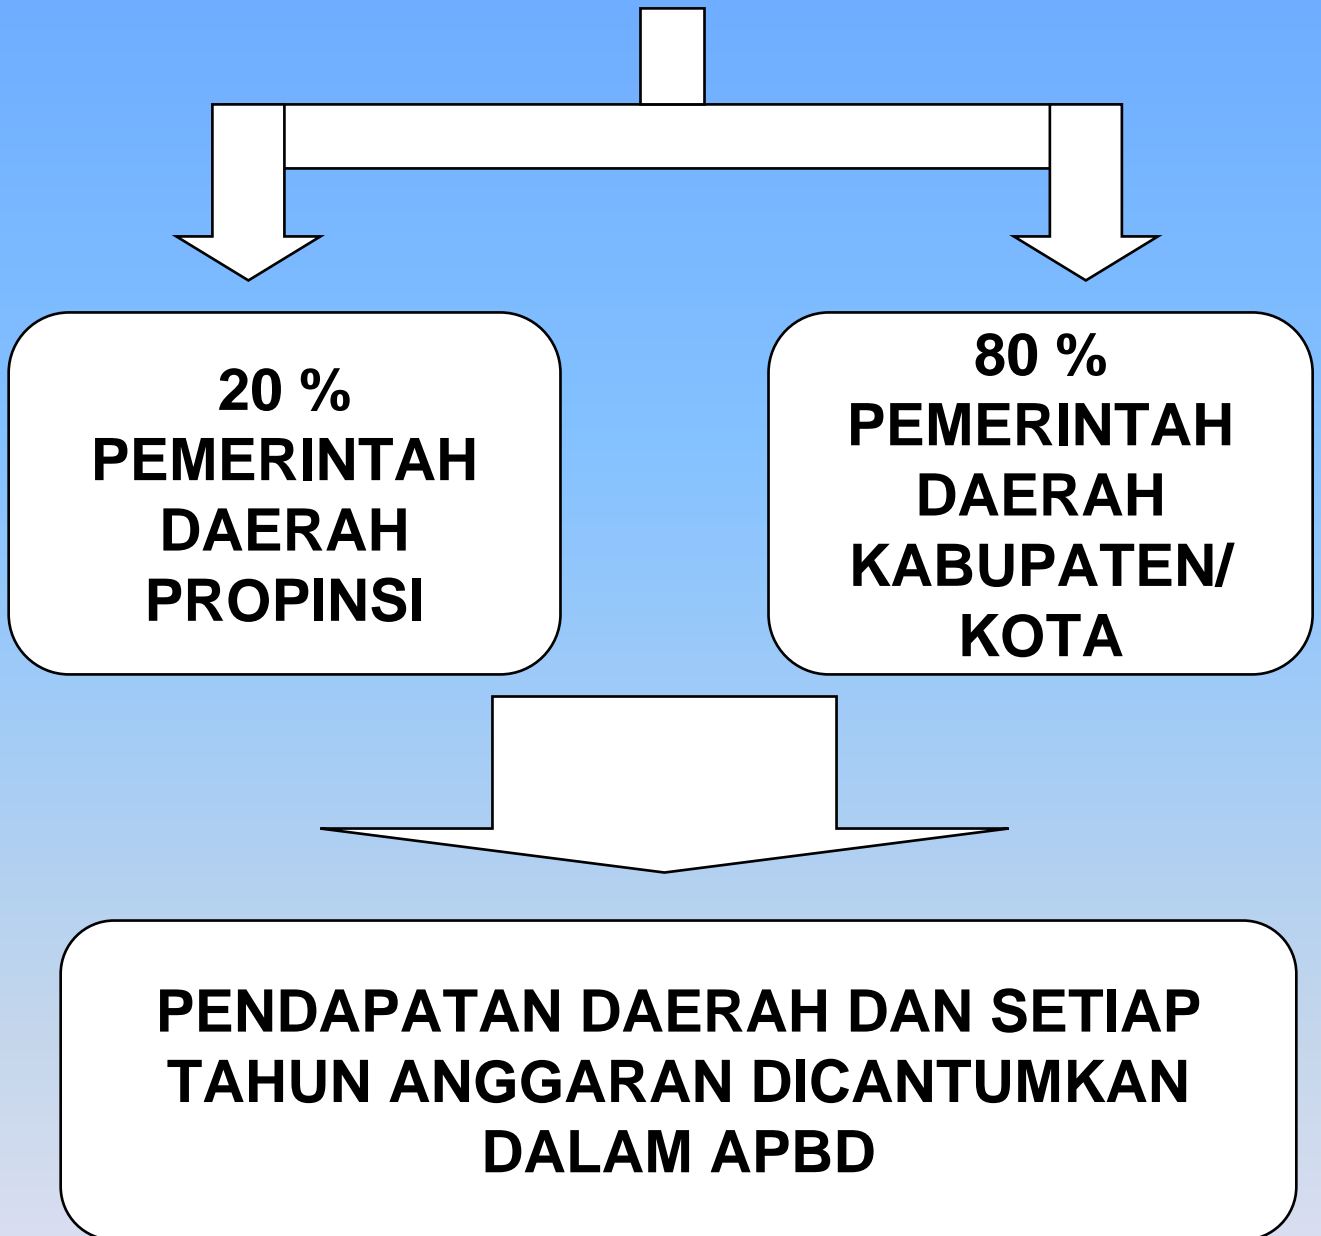 20 %
PEMERINTAH
DAERAH
PROPINSI
80 %
PEMERINTAH
DAERAH
KABUPATEN/
KOTA
PENDAPATAN DAERAH DAN SETIAP
TAHUN ANGGARAN DICANTUMKAN
DALAM APBD